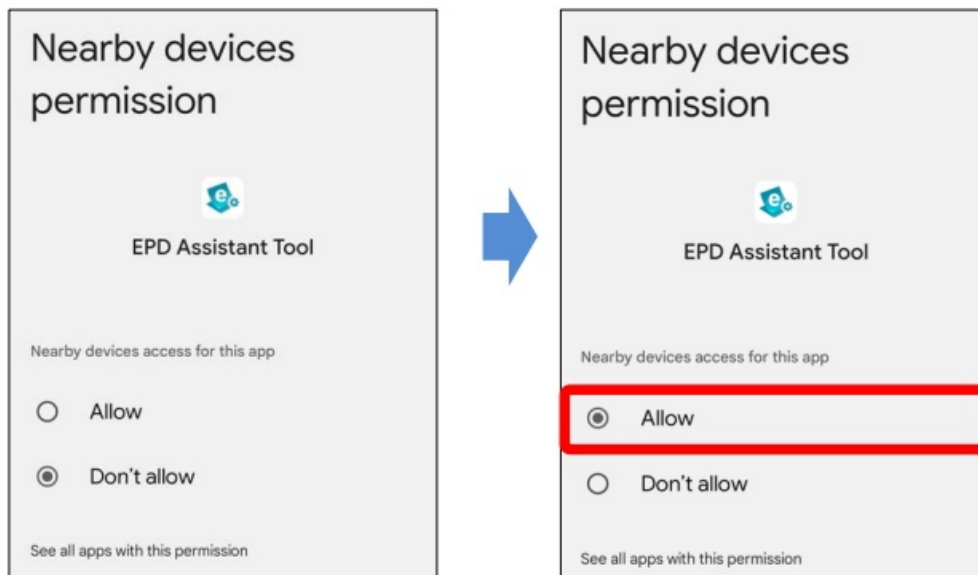 Nearby devices
permission
EPD Assistant Tool
Nearby devices access for this app
Allow
Don't allow
See all apps with this permission
Nearby devices
permission
EPD Assistant Tool
Nearby devices access for this app
Allow
Don't allow
See all apps with this permission